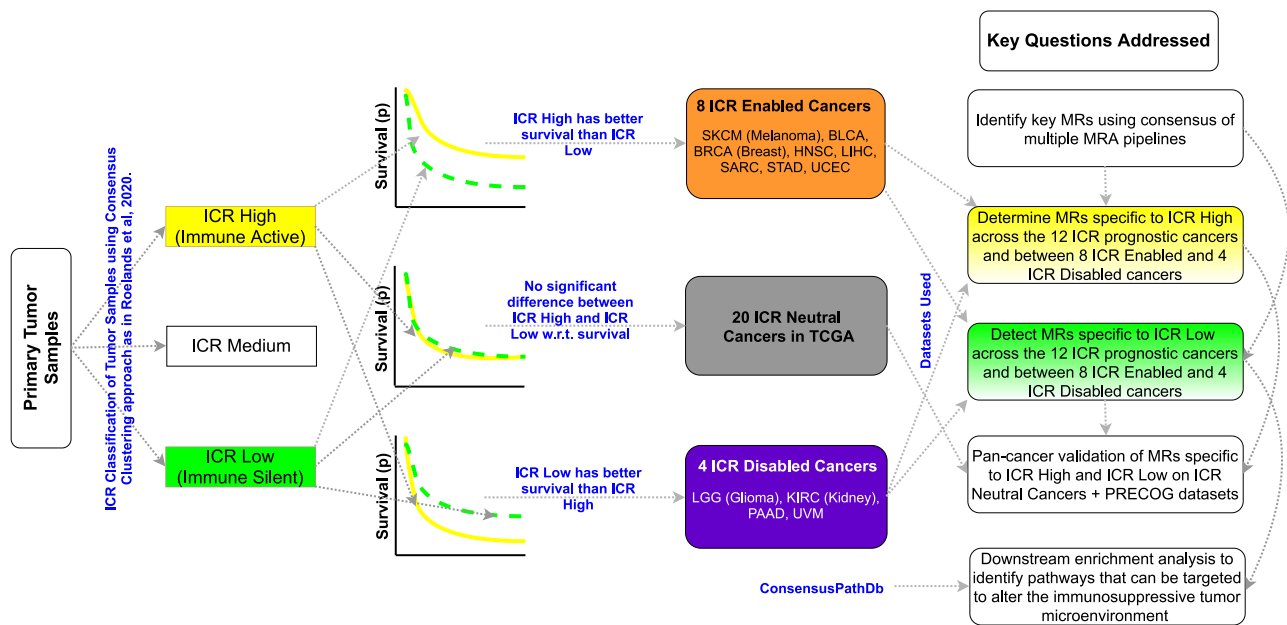 Primary Tumor
Samples
ICR Classification of Tumor Samples using Consensus
Clustering approach as in Roelands et al, 2020.
ICR High
(Immune Active)
ICR Medium
ICR Low
(Immune Silent)
Survival (p)
ICR High has better
survival than ICR
Low
Survival (p)
No significant
difference between
ICR High and ICR
Low w.r.t. survival
Survival (p)
ICR Low has better
survival than ICR
High
8 ICR Enabled Cancers
SKCM (Melanoma), BLCA,
BRCA (Breast), HNSC, LIHC,
SARC, STAD, UCEC
20 ICR Neutral
Cancers in TCGA
4 ICR Disabled Cancers
LGG (Glioma), KIRC (Kidney),
PAAD, UVM
Datasets Used
ConsensusPathDb
Key Questions Addressed
Identify key MRs using consensus of
multiple MRA pipelines
Determine MRs specific to ICR High
across the 12 ICR prognostic cancers
and between 8 ICR Enabled and 4
ICR Disabled cancers
Detect MRs specific to ICR Low
across the 12 ICR prognostic cancers
and between 8 ICR Enabled and 4
ICR Disabled cancers
Pan-cancer validation of MRs specific
to ICR High and ICR Low on ICR
Neutral Cancers + PRECOG datasets
Downstream enrichment analysis to
identify pathways that can be targeted
to alter the immunosuppressive tumor
microenvironment